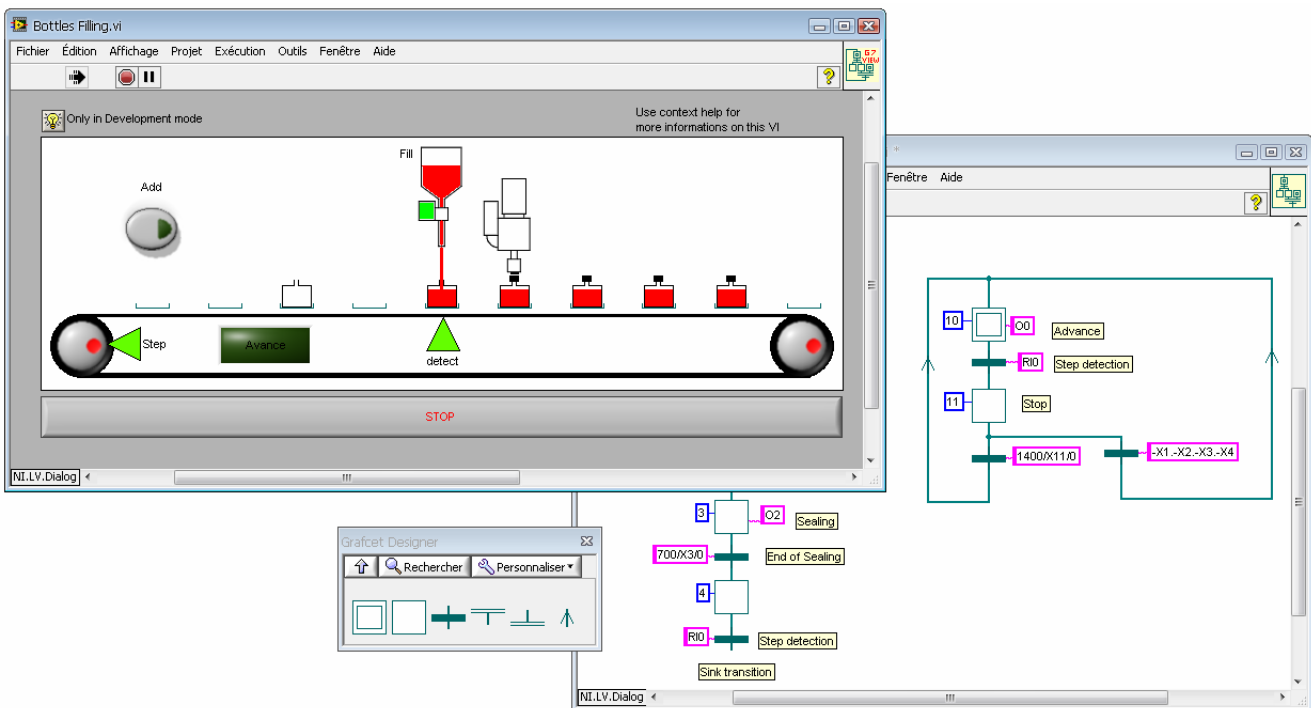 Bottles Filling.vi
Fichier Édition Affichage Projet Exécution Outils Fenêtre Aide
G7
VIEW
Only in Development mode
Use context help for
more informations on this VI
Fill
Add
Step
Avance
detect
STOP
NI.LV.Dialog
Fenêtre Aide
10
O0
Advance
RI0
Step detection
11
Stop
1400/X11/0
-X1.-X2.-X3.-X4
3
O2
Sealing
700/X3/0
End of Sealing
4
RI0
Step detection
Sink transition
NI.LV.Dialog
Grafcet Designer
Rechercher
Personnaliser